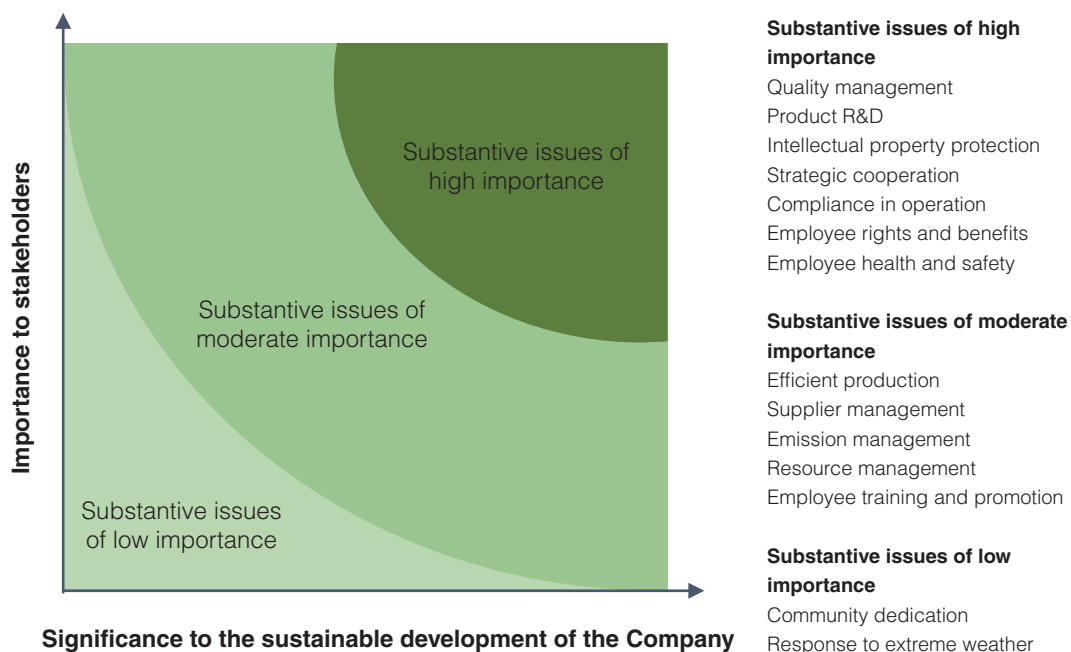 Importance to stakeholders
Substantive issues of
high importance
Substantive issues of
moderate importance
Substantive issues
of low importance
Significance to the sustainable development of the Company
Substantive issues of high
importance
Quality management
Product R&D
Intellectual property protection
Strategic cooperation
Compliance in operation
Employee rights and benefits
Employee health and safety
Substantive issues of moderate
importance
Efficient production
Supplier management
Emission management
Resource management
Employee training and promotion
Substantive issues of low
importance
Community dedication
Response to extreme weather